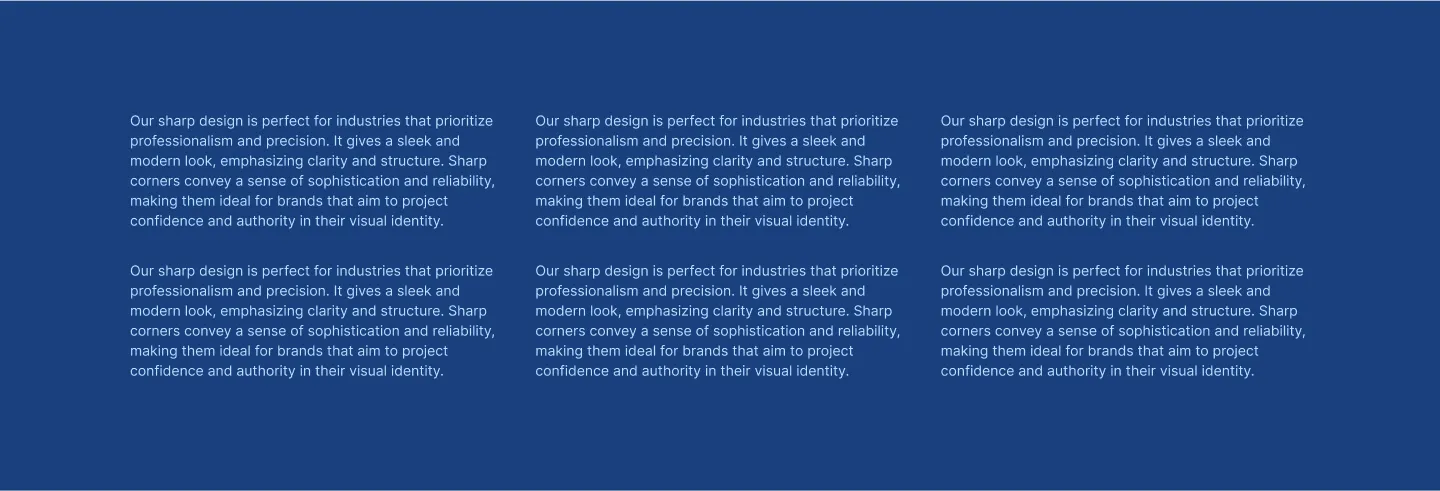 Our sharp design is perfect for industries that prioritize
professionalism and precision. It gives a sleek and
modern look, emphasizing clarity and structure. Sharp
corners convey a sense of sophistication and reliability,
making them ideal for brands that aim to project
confidence and authority in their visual identity.
Our sharp design is perfect for industries that prioritize
professionalism and precision. It gives a sleek and
modern look, emphasizing clarity and structure. Sharp
corners convey a sense of sophistication and reliability,
making them ideal for brands that aim to project
confidence and authority in their visual identity.
Our sharp design is perfect for industries that prioritize
professionalism and precision. It gives a sleek and
modern look, emphasizing clarity and structure. Sharp
corners convey a sense of sophistication and reliability,
making them ideal for brands that aim to project
confidence and authority in their visual identity.
Our sharp design is perfect for industries that prioritize
professionalism and precision. It gives a sleek and
modern look, emphasizing clarity and structure. Sharp
corners convey a sense of sophistication and reliability,
making them ideal for brands that aim to project
confidence and authority in their visual identity.
Our sharp design is perfect for industries that prioritize
professionalism and precision. It gives a sleek and
modern look, emphasizing clarity and structure. Sharp
corners convey a sense of sophistication and reliability,
making them ideal for brands that aim to project
confidence and authority in their visual identity.
Our sharp design is perfect for industries that prioritize
professionalism and precision. It gives a sleek and
modern look, emphasizing clarity and structure. Sharp
corners convey a sense of sophistication and reliability,
making them ideal for brands that aim to project
confidence and authority in their visual identity.